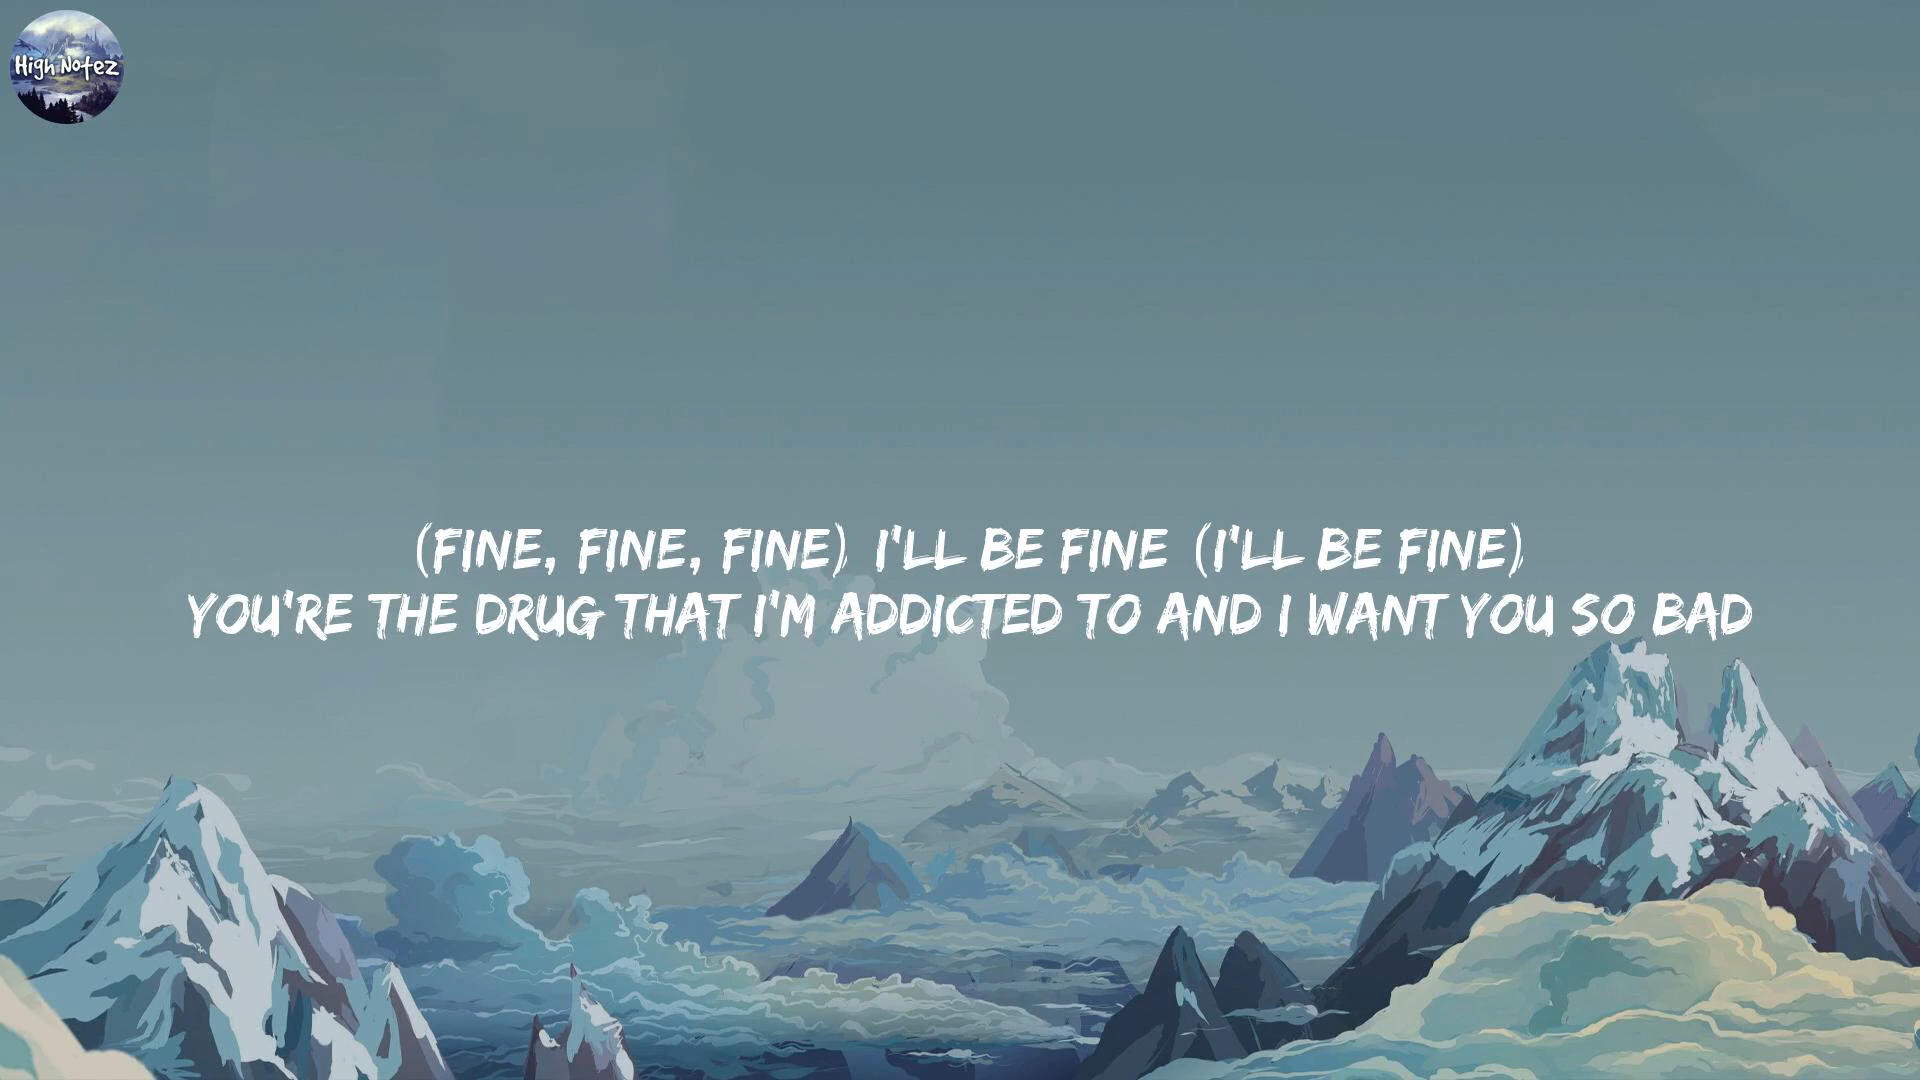 High Notez
(FINE, FINE, FINE) I'LL BE FINE (I'LL BE FINE)
YOU'RE THE DRUG THAT I'M ADDICTED TO AND I WANT YOU SO BAD